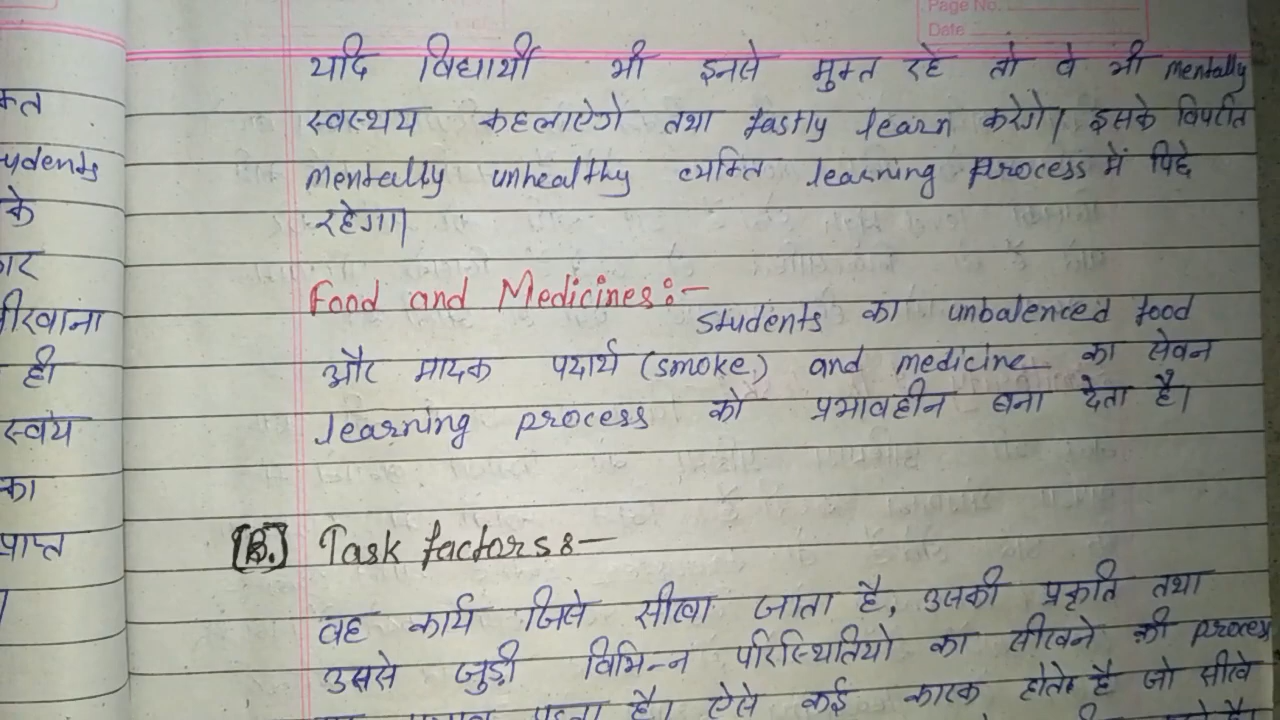 Page No.
Date
यदि विद्यार्थी भी इनसे मुक्त रहे तो वे भी mentally
स्वस्थय कहलाऐगे तथा fastly learn करेगे। इसके विपरीत
mentally unhealthy व्यक्ति learning process में पिछे
रहेगा।
Food and Medicines:-
students का unbalenced food
और मादक पदार्थ (smoke) and medicine का सेवन
learning process को प्रभावहीन बना देता है।
[B.] Task factors:-
वह कार्य जिसे सीखा जाता है, उसकी प्रकृति तथा
उससे जुड़ी विभिन्न परिस्थितियो का सीखने की process
पडता है। ऐसे कई कारक होते है जो सीखे
udents
के
ही
स्वंय
का
प्राप्त